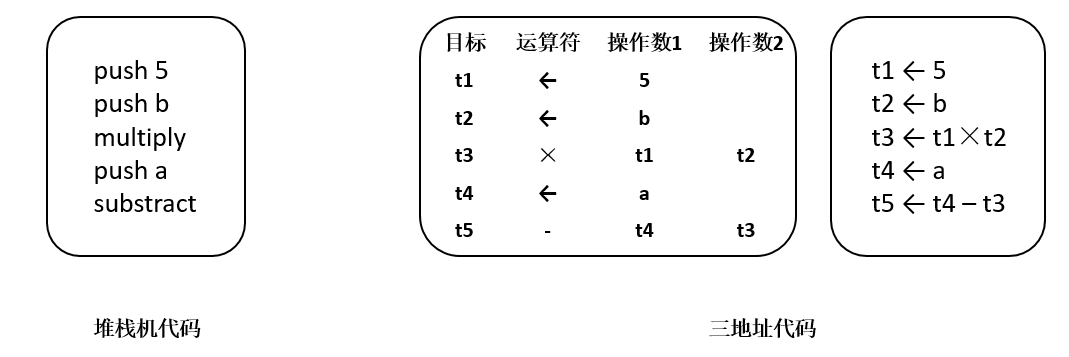 push 5
push b
multiply
push a
substract
目标 运算符 操作数1 操作数2
t1 ← 5
t2 ← b
t3 × t1 t2
t4 ← a
t5 - t4 t3
t1 ← 5
t2 ← b
t3 ← t1×t2
t4 ← a
t5 ← t4 – t3
堆栈机代码
三地址代码